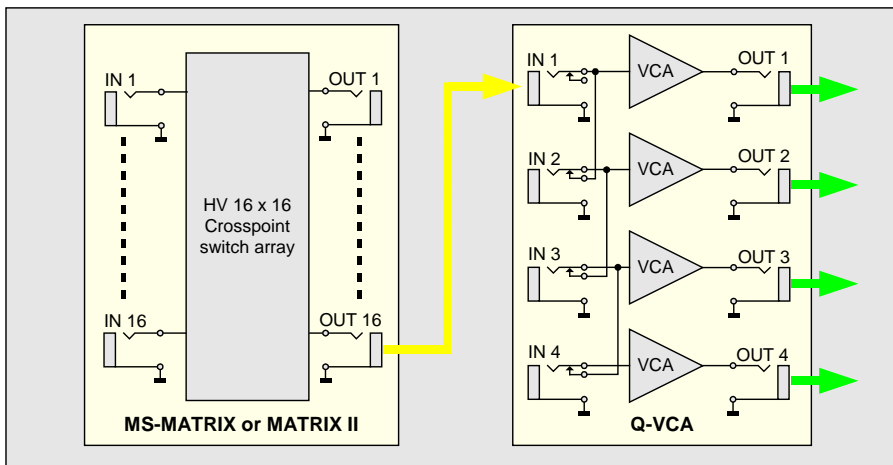 IN 1
OUT 1
HV 16 x 16
Crosspoint
switch array
IN 16
OUT 16
MS-MATRIX or MATRIX II
IN 1
VCA
OUT 1
IN 2
VCA
OUT 2
IN 3
VCA
OUT 3
IN 4
VCA
OUT 4
Q-VCA